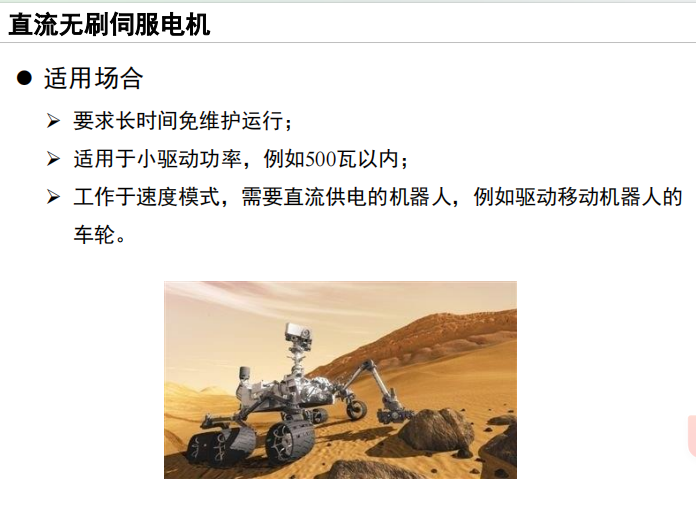 直流无刷伺服电机
● 适用场合
➢ 要求长时间免维护运行；
➢ 适用于小驱动功率，例如500瓦以内；
➢ 工作于速度模式，需要直流供电的机器人，例如驱动移动机器人的
车轮。